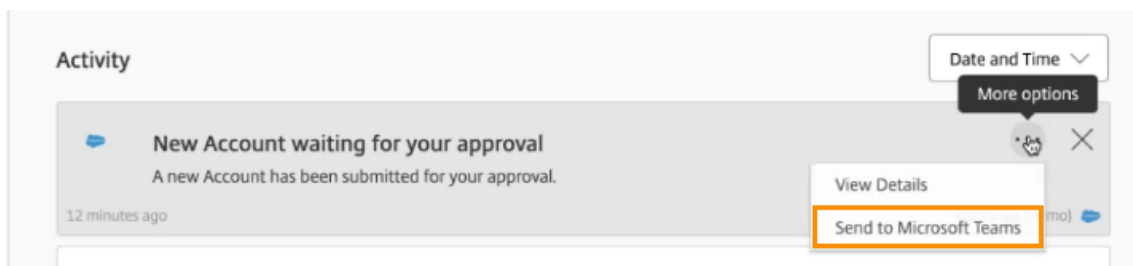 Activity
Date and Time
More options
New Account waiting for your approval
A new Account has been submitted for your approval.
View Details
12 minutes ago
Send to Microsoft Teams